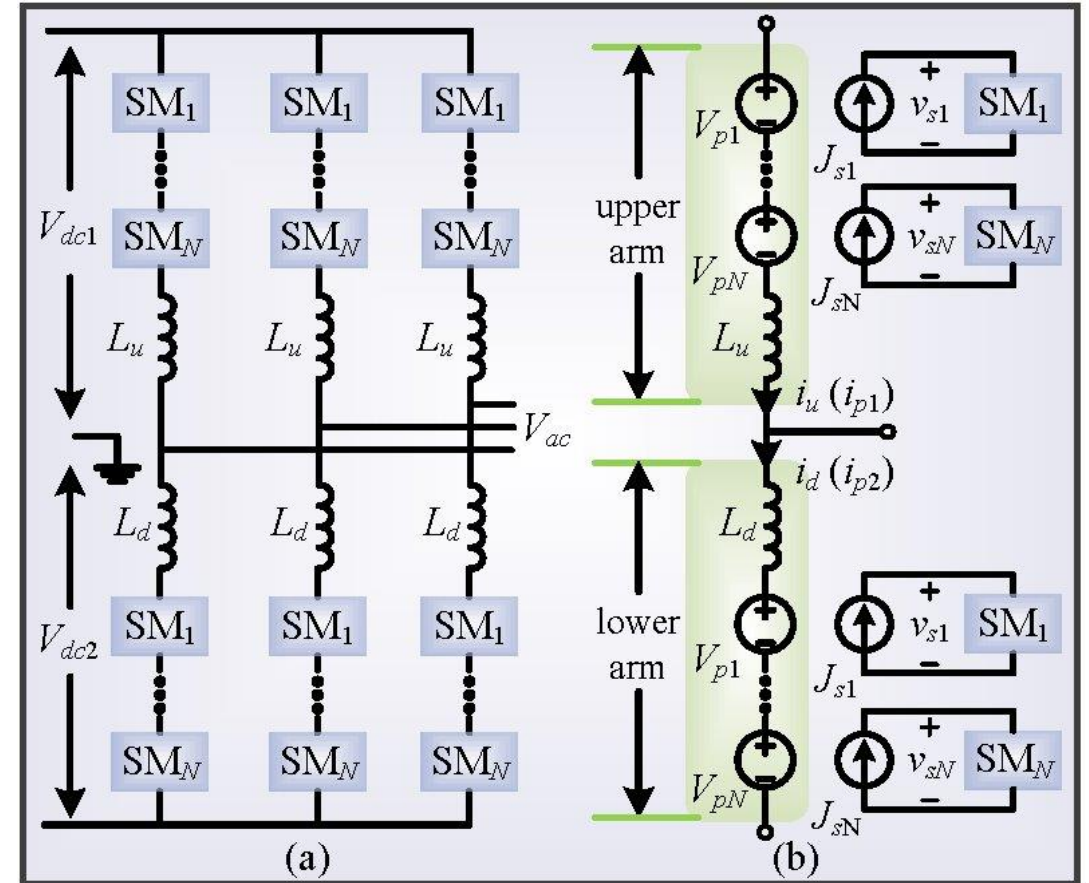 SM1 SM1 SM1
Vdc1
SMN SMN SMN
Lu Lu Lu
Vac
Ld Ld Ld
Vdc2
SM1 SM1 SM1
SMN SMN SMN
(a)
upper
arm
Vp1
VpN
Lu
+
−
+
−
Js1
+
vs1
−
SM1
JsN
+
vsN
−
SMN
iu (ip1)
id (ip2)
lower
arm
Ld
Vp1
VpN
+
−
+
−
Js1
+
vs1
−
SM1
JsN
+
vsN
−
SMN
(b)